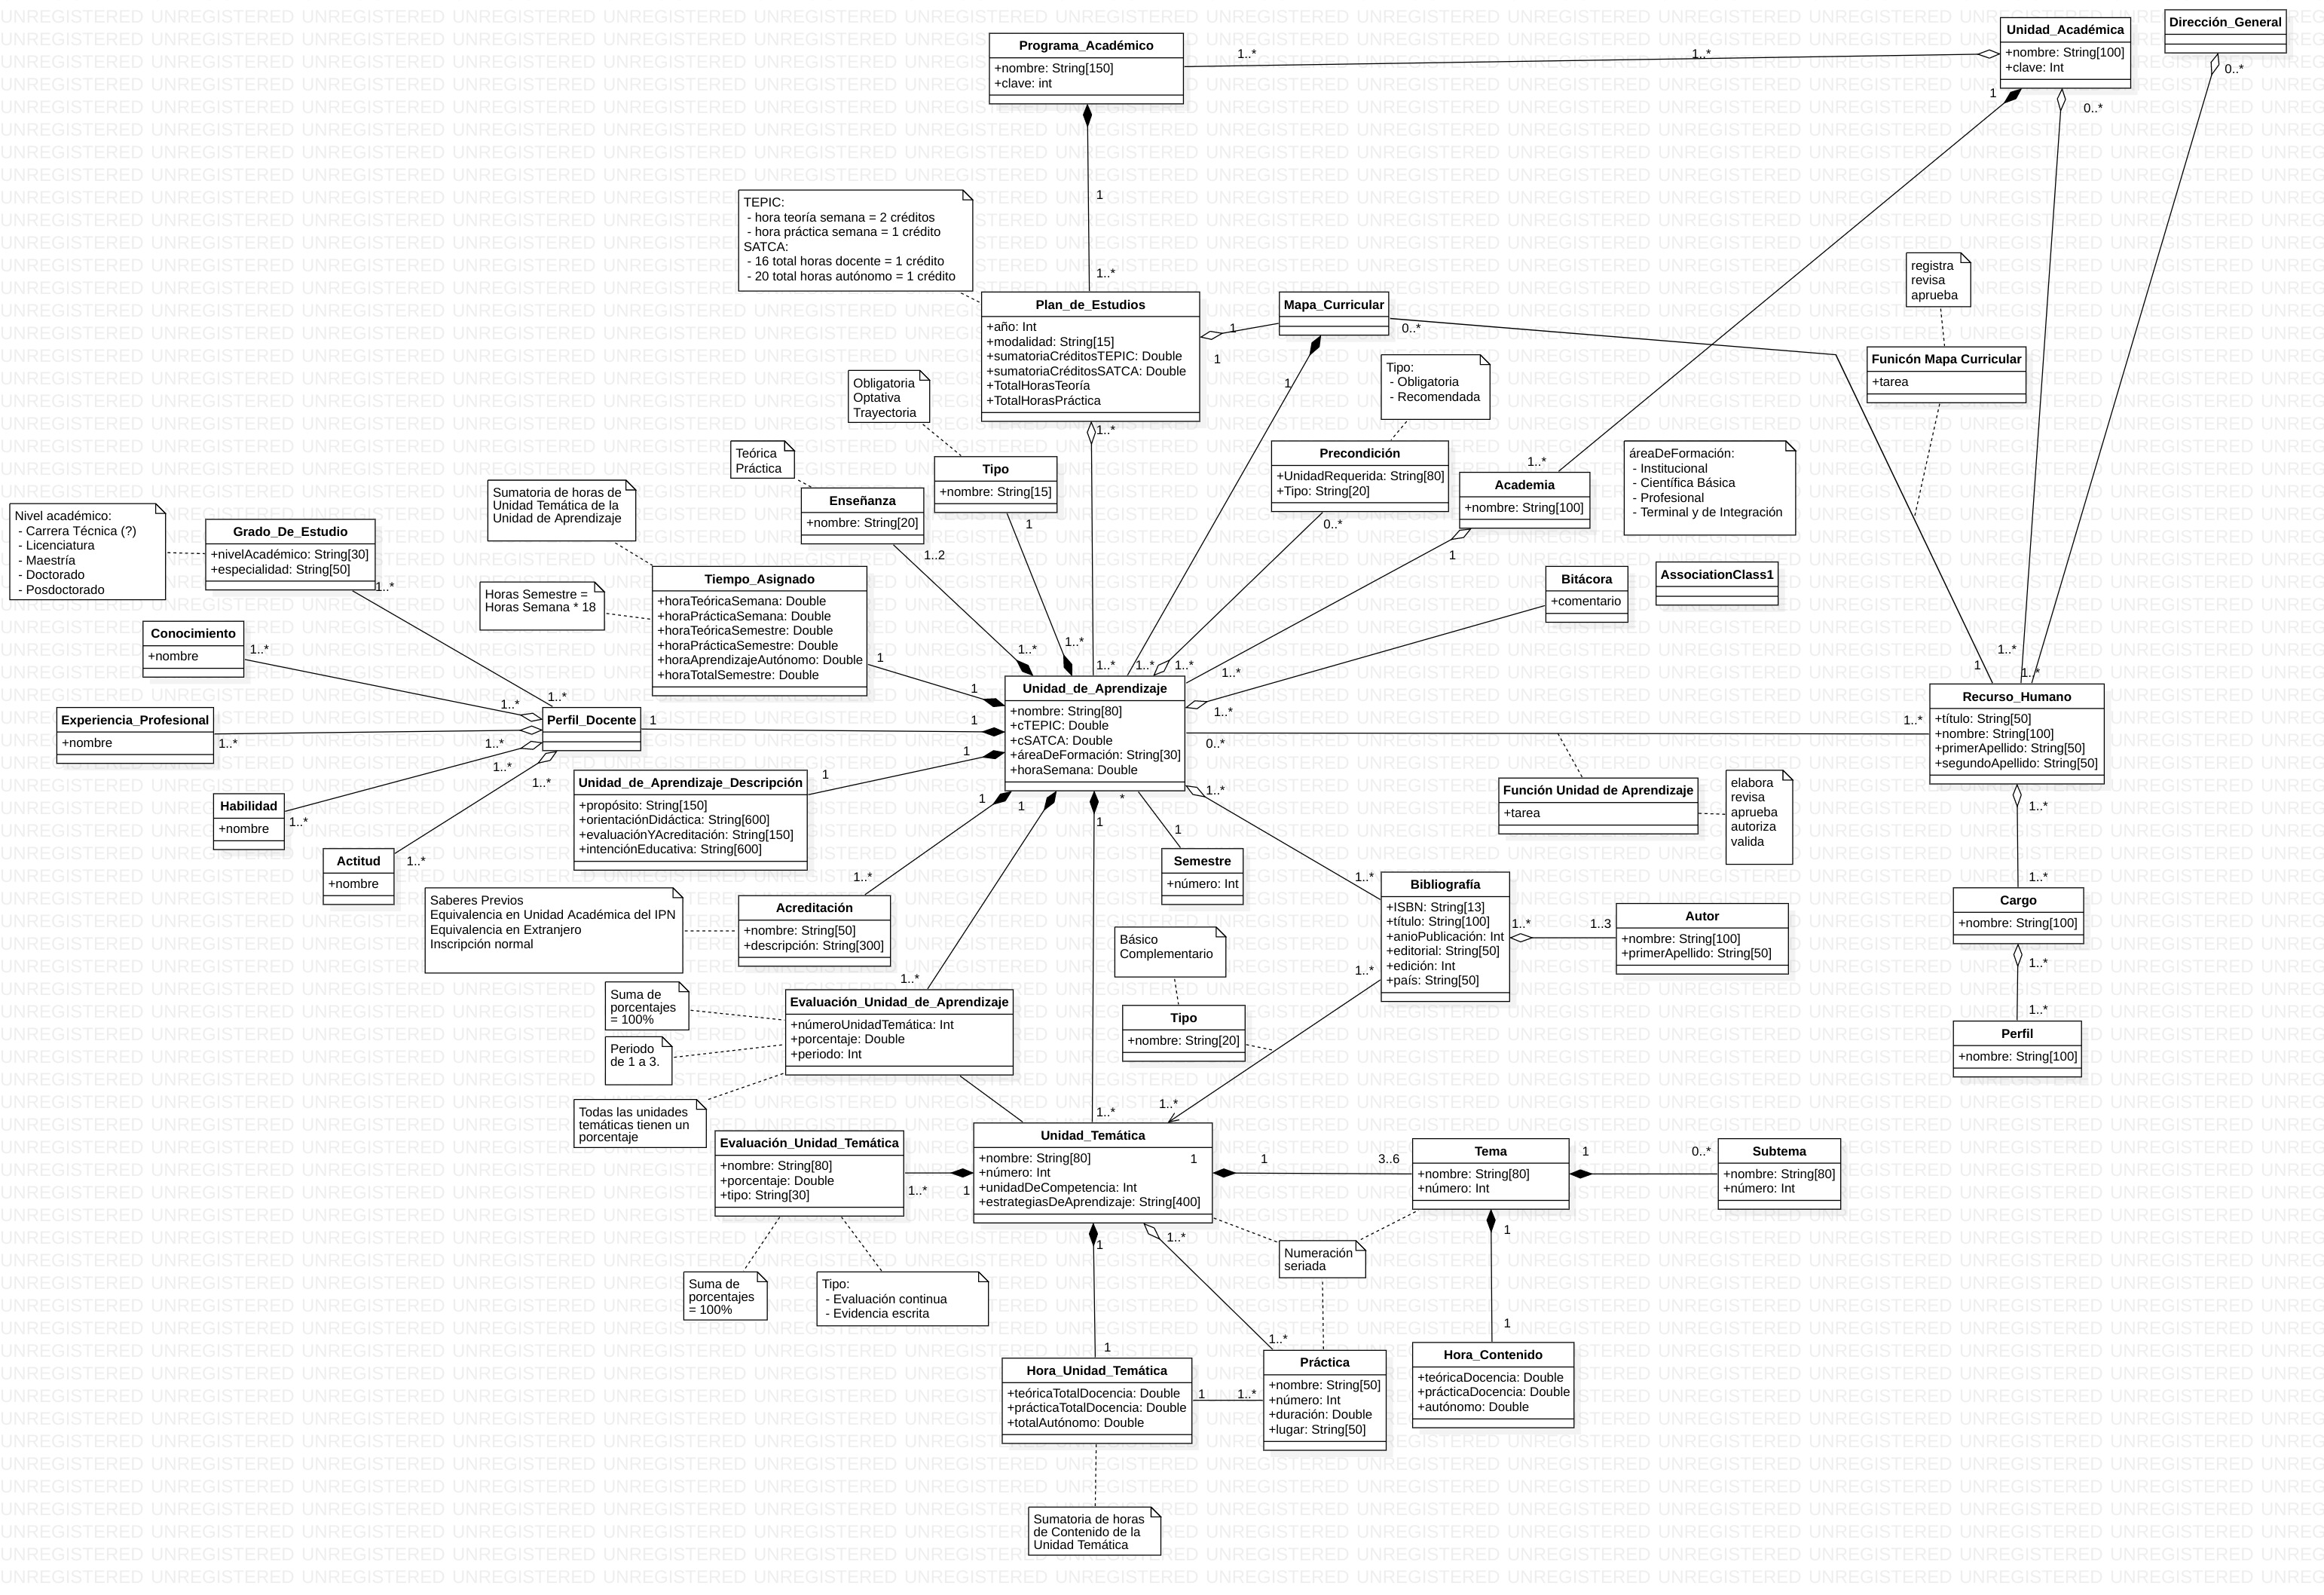 Programa_Académico
+nombre: String[150]
+clave: int
1..*
1..*
Unidad_Académica
+nombre: String[100]
+clave: Int
Dirección_General
0..*
1
0..*
1
1..*
TEPIC:
- hora teoría semana = 2 créditos
- hora práctica semana = 1 crédito
SATCA:
- 16 total horas docente = 1 crédito
- 20 total horas autónomo = 1 crédito
registra
revisa
aprueba
Plan_de_Estudios
+año: Int
+modalidad: String[15]
+sumatoriaCréditosTEPIC: Double
+sumatoriaCréditosSATCA: Double
+TotalHorasTeoría
+TotalHorasPráctica
1..*
Mapa_Curricular
1
1
0..*
1
Funicón Mapa Curricular
+tarea
Obligatoria
Optativa
Trayectoria
Tipo:
- Obligatoria
- Recomendada
Teórica
Práctica
Tipo
+nombre: String[15]
1
Enseñanza
+nombre: String[20]
1..2
Precondición
+UnidadRequerida: String[80]
+Tipo: String[20]
0..*
1..*
Academia
+nombre: String[100]
1
áreaDeFormación:
- Institucional
- Científica Básica
- Profesional
- Terminal y de Integración
Sumatoria de horas de
Unidad Temática de la
Unidad de Aprendizaje
Nivel académico:
- Carrera Técnica (?)
- Licenciatura
- Maestría
- Doctorado
- Posdoctorado
Grado_De_Estudio
+nivelAcadémico: String[30]
+especialidad: String[50]
1..*
Horas Semestre =
Horas Semana * 18
Tiempo_Asignado
+horaTeóricaSemana: Double
+horaPrácticaSemana: Double
+horaTeóricaSemestre: Double
+horaPrácticaSemestre: Double
+horaAprendizajeAutónomo: Double
+horaTotalSemestre: Double
1
Bitácora
+comentario
AssociationClass1
Conocimiento
+nombre
1..*
1..*
1..*
1..*
1..*
1..*
1..*
1..*
1
1..*
1
1..*
1..*
Experiencia_Profesional
+nombre
1..*
Perfil_Docente
1
1
1..*
1..*
1..*
Unidad_de_Aprendizaje
+nombre: String[80]
+cTEPIC: Double
+cSATCA: Double
+áreaDeFormación: String[30]
+horaSemana: Double
1..*
0..*
1..*
Recurso_Humano
+título: String[50]
+nombre: String[100]
+primerApellido: String[50]
+segundoApellido: String[50]
Habilidad
+nombre
1..*
Unidad_de_Aprendizaje_Descripción
+propósito: String[150]
+orientaciónDidáctica: String[600]
+evaluaciónYAcreditación: String[150]
+intenciónEducativa: String[600]
1
1
1
1
1
*
1..*
Función Unidad de Aprendizaje
+tarea
elabora
revisa
aprueba
autoriza
valida
1..*
1..*
Actitud
+nombre
1..*
1
Semestre
+número: Int
Saberes Previos
Equivalencia en Unidad Académica del IPN
Equivalencia en Extranjero
Inscripción normal
1..*
Acreditación
+nombre: String[50]
+descripción: String[300]
1..*
Bibliografía
+ISBN: String[13]
+título: String[100]
+anioPublicación: Int
+editorial: String[50]
+edición: Int
+país: String[50]
1..*
1..*
1..3
Autor
+nombre: String[100]
+primerApellido: String[50]
Cargo
+nombre: String[100]
1..*
1..*
Perfil
+nombre: String[100]
Básico
Complementario
Tipo
+nombre: String[20]
1..*
Suma de
porcentajes
= 100%
Periodo
de 1 a 3.
Evaluación_Unidad_de_Aprendizaje
+númeroUnidadTemática: Int
+porcentaje: Double
+periodo: Int
Todas las unidades
temáticas tienen un
porcentaje
1..*
1..*
Evaluación_Unidad_Temática
+nombre: String[80]
+porcentaje: Double
+tipo: String[30]
1..*
1
Unidad_Temática
+nombre: String[80]
+número: Int
+unidadDeCompetencia: Int
+estrategiasDeAprendizaje: String[400]
1
1
3..6
Tema
+nombre: String[80]
+número: Int
1
0..*
Subtema
+nombre: String[80]
+número: Int
1
1..*
1
Numeración
seriada
Suma de
porcentajes
= 100%
Tipo:
- Evaluación continua
- Evidencia escrita
1
1..*
1
Hora_Unidad_Temática
+teóricaTotalDocencia: Double
+prácticaTotalDocencia: Double
+totalAutónomo: Double
1
1..*
Práctica
+nombre: String[50]
+número: Int
+duración: Double
+lugar: String[50]
Hora_Contenido
+teóricaDocencia: Double
+prácticaDocencia: Double
+autónomo: Double
Sumatoria de horas
de Contenido de la
Unidad Temática
UNREGISTERED